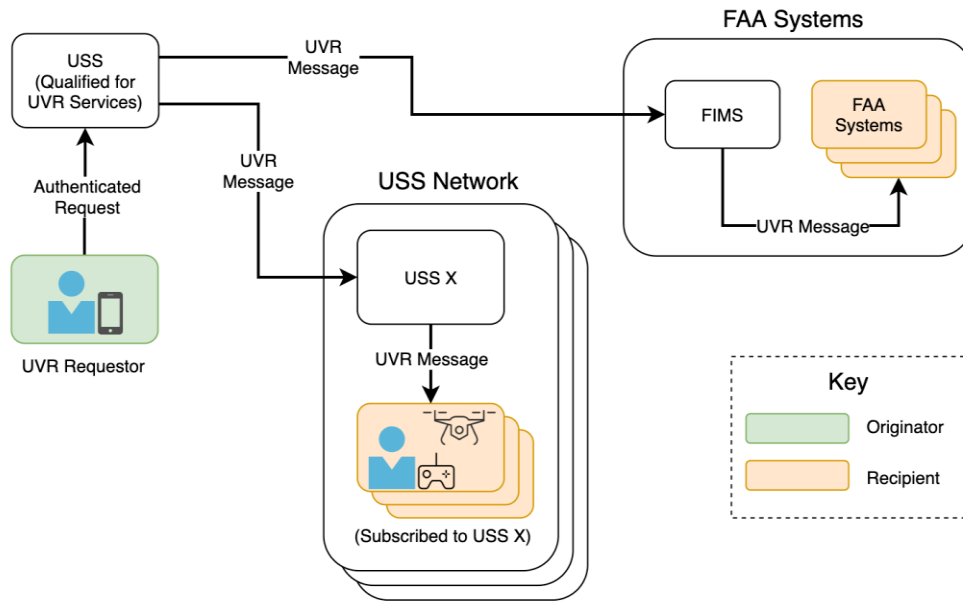 FAA Systems
USS
(Qualified for
UVR Services)
UVR
Message
FIMS
FAA
Systems
UVR
Message
Authenticated
Request
USS Network
UVR Message
USS X
UVR Requestor
UVR Message
Key
Originator
Recipient
(Subscribed to USS X)